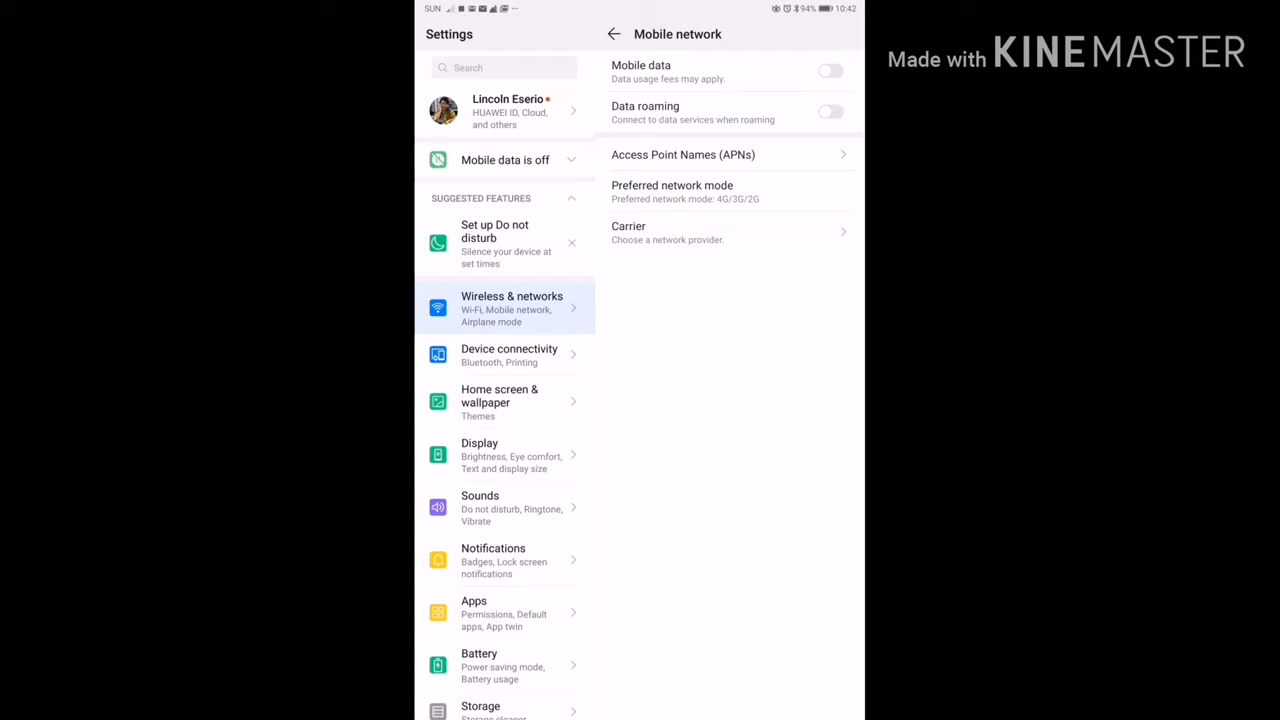 SUN
94%
10:42
Settings
Search
Lincoln Eserio
HUAWEI ID, Cloud,
and others
Mobile data is off
SUGGESTED FEATURES
Set up Do not
disturb
Silence your device at
set times
Wireless & networks
Wi-Fi, Mobile network,
Airplane mode
Device connectivity
Bluetooth, Printing
Home screen &
wallpaper
Themes
Display
Brightness, Eye comfort,
Text and display size
Sounds
Do not disturb, Ringtone,
Vibrate
Notifications
Badges, Lock screen
notifications
Apps
Permissions, Default
apps, App twin
Battery
Power saving mode,
Battery usage
Storage
Storage cleaner
Mobile network
Mobile data
Data usage fees may apply.
Data roaming
Connect to data services when roaming
Access Point Names (APNs)
Preferred network mode
Preferred network mode: 4G/3G/2G
Carrier
Choose a network provider.
Made with KINEMASTER